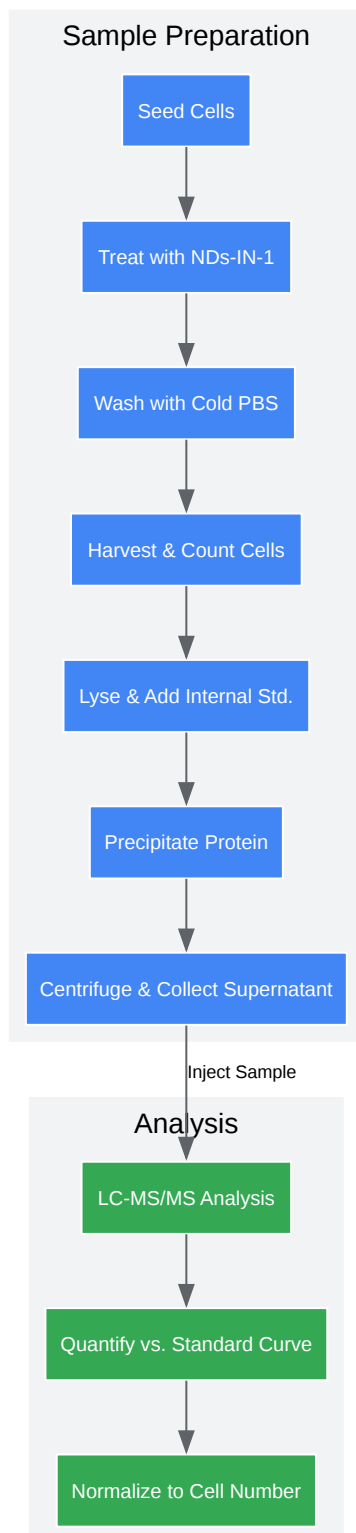 Sample Preparation
Seed Cells
Treat with NDs-IN-1
Wash with Cold PBS
Harvest & Count Cells
Lyse & Add Internal Std.
Precipitate Protein
Centrifuge & Collect Supernatant
Inject Sample
Analysis
LC-MS/MS Analysis
Quantify vs. Standard Curve
Normalize to Cell Number